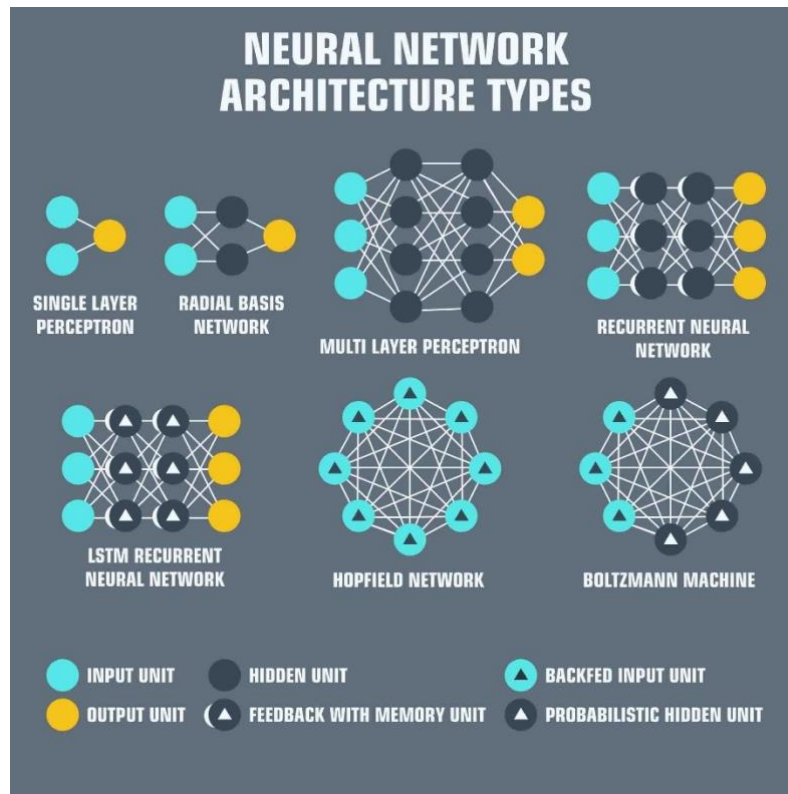 NEURAL NETWORK
ARCHITECTURE TYPES
SINGLE LAYER
PERCEPTRON
RADIAL BASIS
NETWORK
MULTI LAYER PERCEPTRON
RECURRENT NEURAL
NETWORK
LSTM RECURRENT
NEURAL NETWORK
HOPFIELD NETWORK
BOLTZMANN MACHINE
INPUT UNIT
HIDDEN UNIT
BACKFED INPUT UNIT
OUTPUT UNIT
FEEDBACK WITH MEMORY UNIT
PROBABILISTIC HIDDEN UNIT